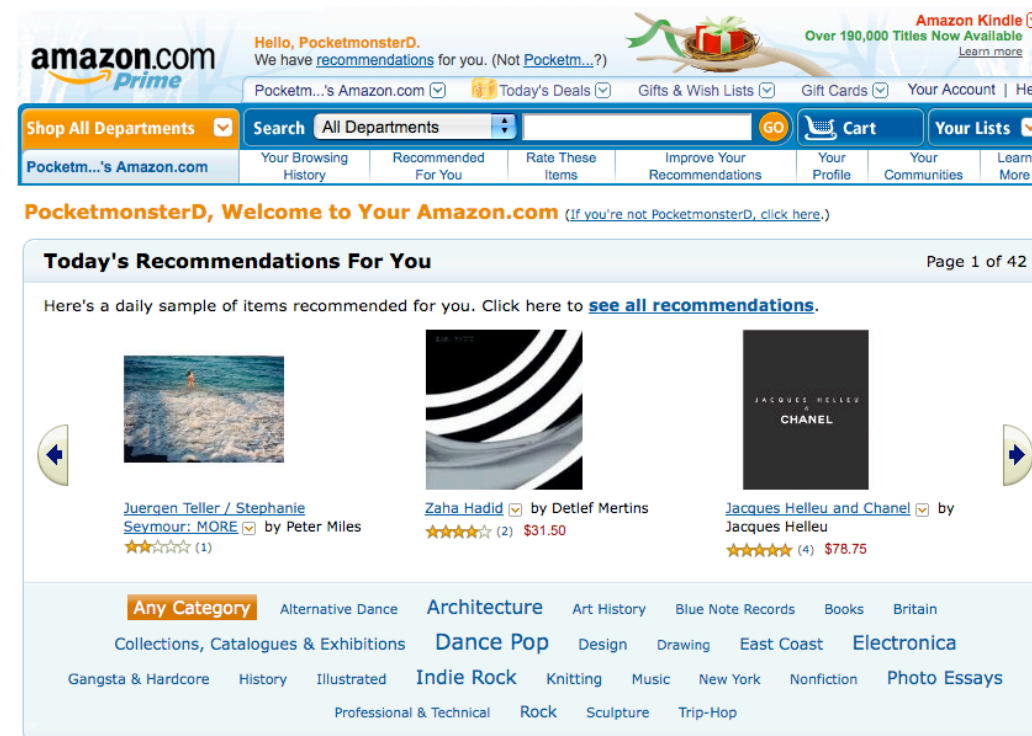 amazon.com
Prime
Hello, PocketmonsterD.
We have recommendations for you. (Not Pocketm...?)
Amazon Kindle
Over 190,000 Titles Now Available
Learn more
Pocketm...'s Amazon.com
Today's Deals
Gifts & Wish Lists
Gift Cards
Your Account | He
Shop All Departments
Search
All Departments
GO
Cart
Your Lists
Pocketm...'s Amazon.com
Your Browsing
History
Recommended
For You
Rate These
Items
Improve Your
Recommendations
Your
Profile
Your
Communities
Learn
More
PocketmonsterD, Welcome to Your Amazon.com (If you're not PocketmonsterD, click here.)
Today's Recommendations For You
Page 1 of 42
Here's a daily sample of items recommended for you. Click here to see all recommendations.
JACQUES HELLEU
&
CHANEL
Juergen Teller / Stephanie
Seymour: MORE by Peter Miles
(1)
Zaha Hadid by Detlef Mertins
(2) $31.50
Jacques Helleu and Chanel by
Jacques Helleu
(4) $78.75
Any Category Alternative Dance Architecture Art History Blue Note Records Books Britain
Collections, Catalogues & Exhibitions Dance Pop Design Drawing East Coast Electronica
Gangsta & Hardcore History Illustrated Indie Rock Knitting Music New York Nonfiction Photo Essays
Professional & Technical Rock Sculpture Trip-Hop